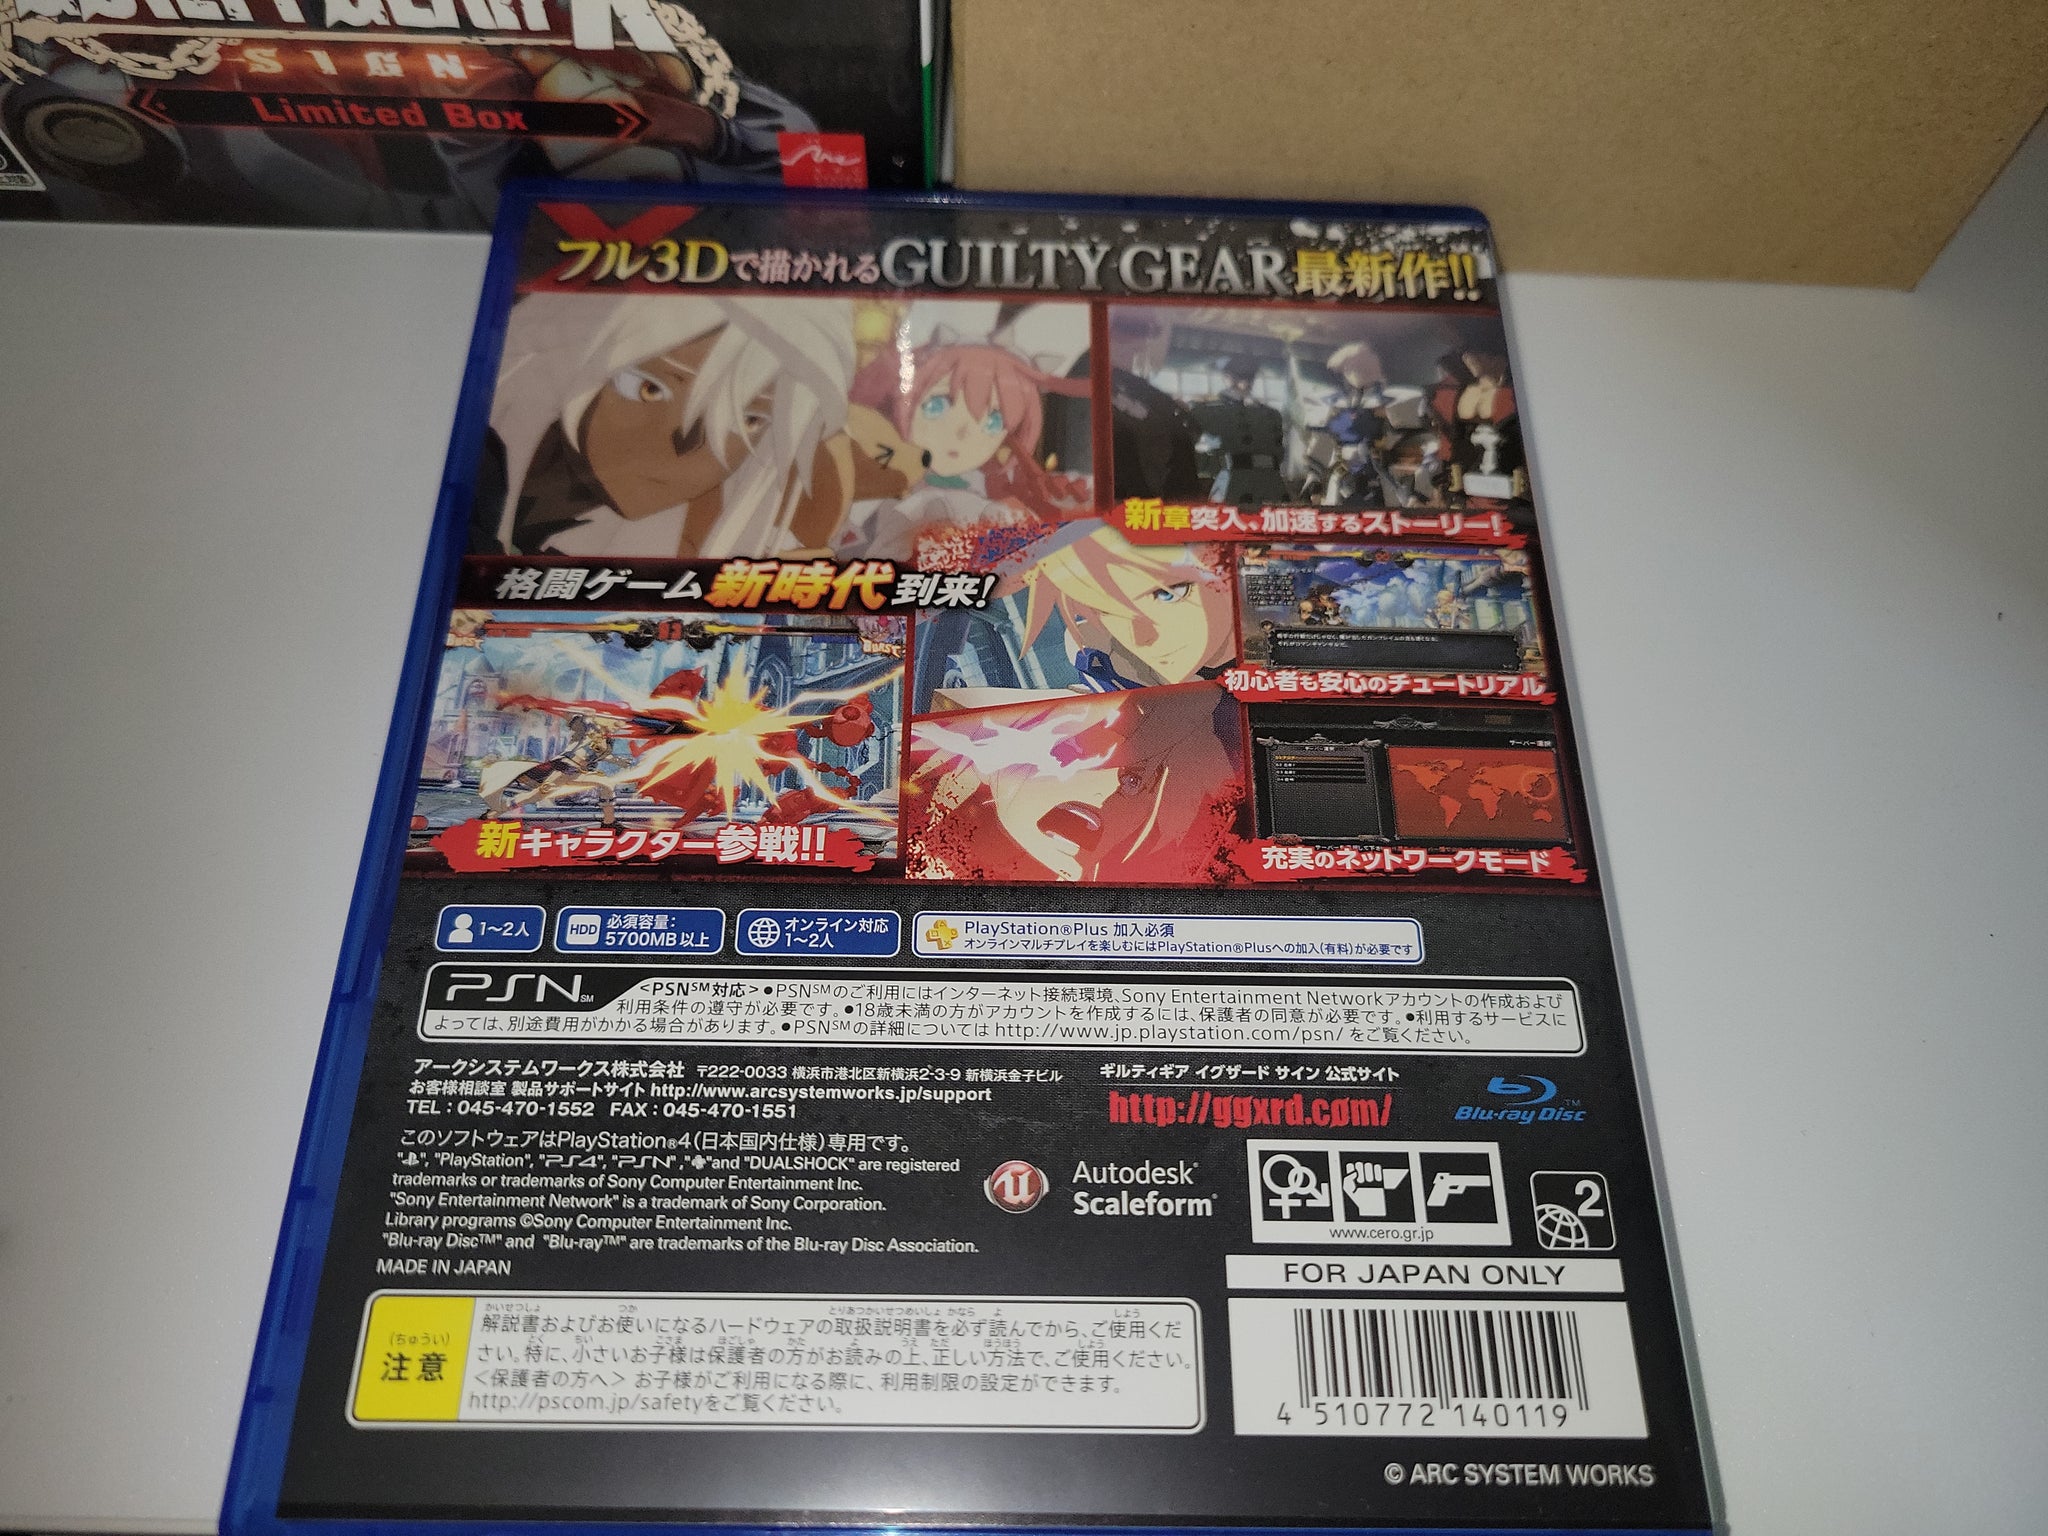 SIGN
Limited Box
フル3Dで描かれるGUILTY GEAR最新作!!
新章突入、加速するストーリー!
格闘ゲーム新時代到来!
初心者も安心のチュートリアル
サーバー選択
新キャラクター参戦!!
充実のネットワークモード
1〜2人
HDD
必須容量:
5700MB以上
オンライン対応
1〜2人
PlayStation®Plus 加入必須
オンラインマルチプレイを楽しむにはPlayStation®Plusへの加入(有料)が必要です
PSN℠
<PSN℠対応> ●PSN℠のご利用にはインターネット接続環境、Sony Entertainment Networkアカウントの作成および
利用条件の遵守が必要です。●18歳未満の方がアカウントを作成するには、保護者の同意が必要です。●利用するサービスに
よっては、別途費用がかかる場合があります。●PSN℠の詳細については http://www.jp.playstation.com/psn/ をご覧ください。
アークシステムワークス株式会社 〒222-0033 横浜市港北区新横浜2-3-9 新横浜金子ビル
お客様相談室 製品サポートサイト http://www.arcsystemworks.jp/support
TEL:045-470-1552 FAX:045-470-1551
ギルティギア イグザード サイン 公式サイト
http://ggxrd.com/
Blu-ray Disc™
このソフトウェアはPlayStation®4(日本国内仕様)専用です。
"PlayStation", "PS4", "PSN", and "DUALSHOCK" are registered
trademarks or trademarks of Sony Computer Entertainment Inc.
"Sony Entertainment Network" is a trademark of Sony Corporation.
Library programs ©Sony Computer Entertainment Inc.
"Blu-ray Disc™" and "Blu-ray™" are trademarks of the Blu-ray Disc Association.
MADE IN JAPAN
Autodesk®
Scaleform®
www.cero.gr.jp
2
FOR JAPAN ONLY
(ちゅうい)
注意
解説書およびお使いになるハードウェアの取扱説明書を必ず読んでから、ご使用くだ
さい。特に、小さいお子様は保護者の方がお読みの上、正しい方法で、ご使用ください。
<保護者の方へ> お子様がご利用になる際に、利用制限の設定ができます。
http://pscom.jp/safetyをご覧ください。
4 510772 140119
© ARC SYSTEM WORKS